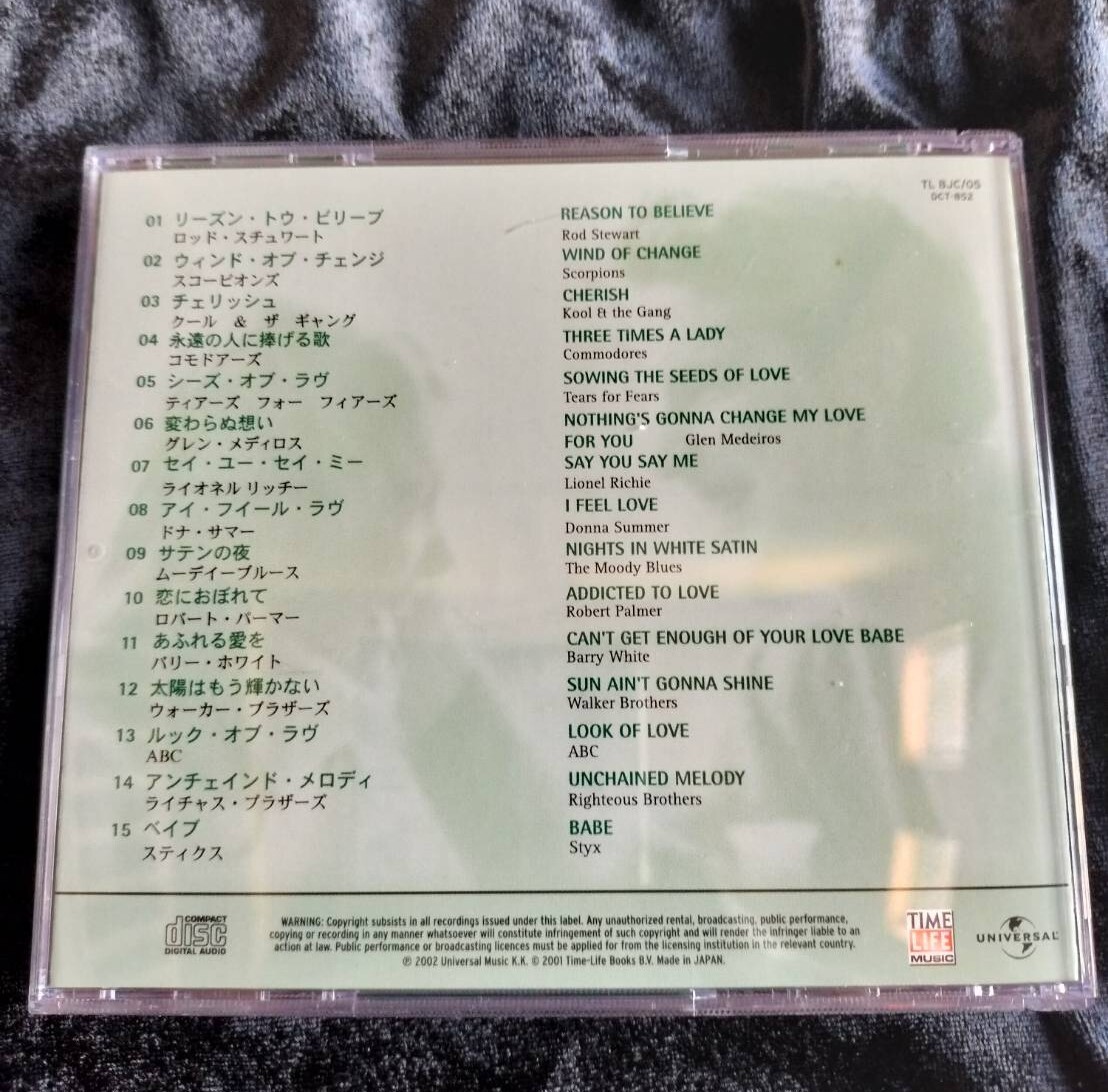 TL BJC/05
DCT-852
01 リーズン・トウ・ビリーブ
ロッド・スチュワート
02 ウィンド・オブ・チェンジ
スコーピオンズ
03 チェリッシュ
クール & ザ ギャング
04 永遠の人に捧げる歌
コモドアーズ
05 シーズ・オブ・ラヴ
ティアーズ フォー フィアーズ
06 変わらぬ想い
グレン・メディロス
07 セイ・ユー・セイ・ミー
ライオネル リッチー
08 アイ・フイール・ラヴ
ドナ・サマー
09 サテンの夜
ムーデイーブルース
10 恋におぼれて
ロバート・パーマー
11 あふれる愛を
バリー・ホワイト
12 太陽はもう輝かない
ウォーカー・ブラザーズ
13 ルック・オブ・ラヴ
ABC
14 アンチェインド・メロディ
ライチャス・ブラザーズ
15 ベイブ
スティクス
REASON TO BELIEVE
Rod Stewart
WIND OF CHANGE
Scorpions
CHERISH
Kool & the Gang
THREE TIMES A LADY
Commodores
SOWING THE SEEDS OF LOVE
Tears for Fears
NOTHING'S GONNA CHANGE MY LOVE
FOR YOU Glen Medeiros
SAY YOU SAY ME
Lionel Richie
I FEEL LOVE
Donna Summer
NIGHTS IN WHITE SATIN
The Moody Blues
ADDICTED TO LOVE
Robert Palmer
CAN'T GET ENOUGH OF YOUR LOVE BABE
Barry White
SUN AIN'T GONNA SHINE
Walker Brothers
LOOK OF LOVE
ABC
UNCHAINED MELODY
Righteous Brothers
BABE
Styx
COMPACT
disc
DIGITAL AUDIO
WARNING: Copyright subsists in all recordings issued under this label. Any unauthorized rental, broadcasting, public performance,
copying or recording in any manner whatsoever will constitute infringement of such copyright and will render the infringer liable to an
action at law. Public performance or broadcasting licences must be applied for from the licensing institution in the relevant country.
℗ 2002 Universal Music K.K. © 2001 Time-Life Books B.V. Made in JAPAN.
TIME
LIFE
MUSIC
UNIVERSAL